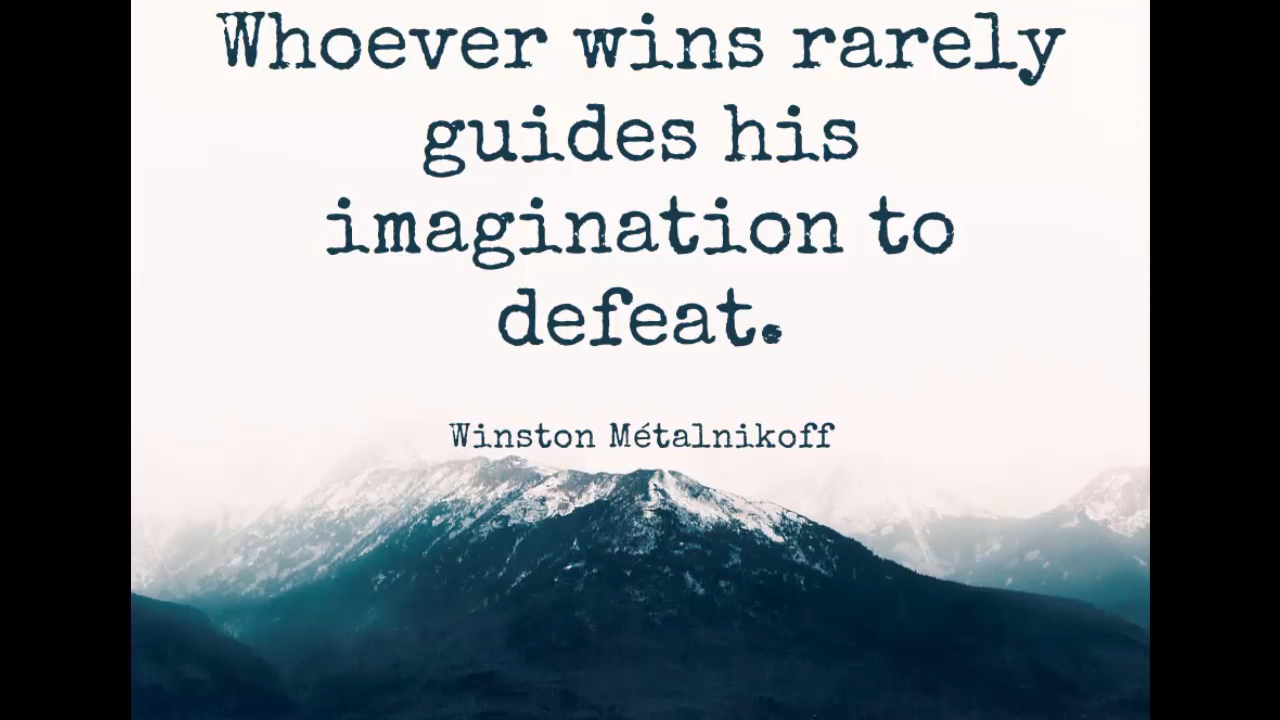 Whoever wins rarely
guides his
imagination to
defeat.
Winston Métalnikoff